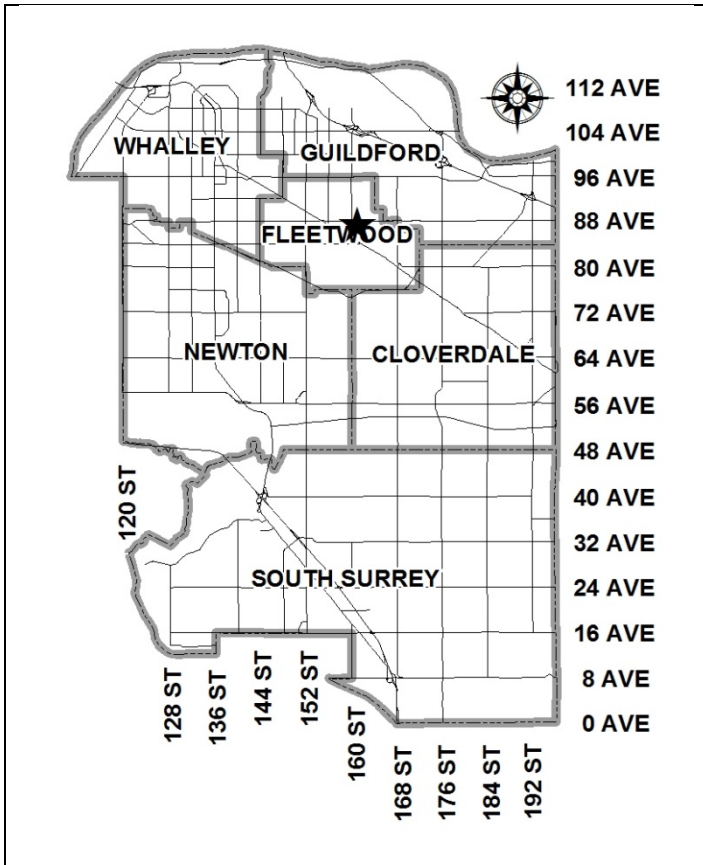 112 AVE
104 AVE
WHALLEY
GUILDFORD
96 AVE
88 AVE
FLEETWOOD
80 AVE
72 AVE
NEWTON
CLOVERDALE
64 AVE
56 AVE
48 AVE
120 ST
40 AVE
32 AVE
SOUTH SURREY
24 AVE
16 AVE
8 AVE
0 AVE
128 ST
136 ST
144 ST
152 ST
160 ST
168 ST
176 ST
184 ST
192 ST